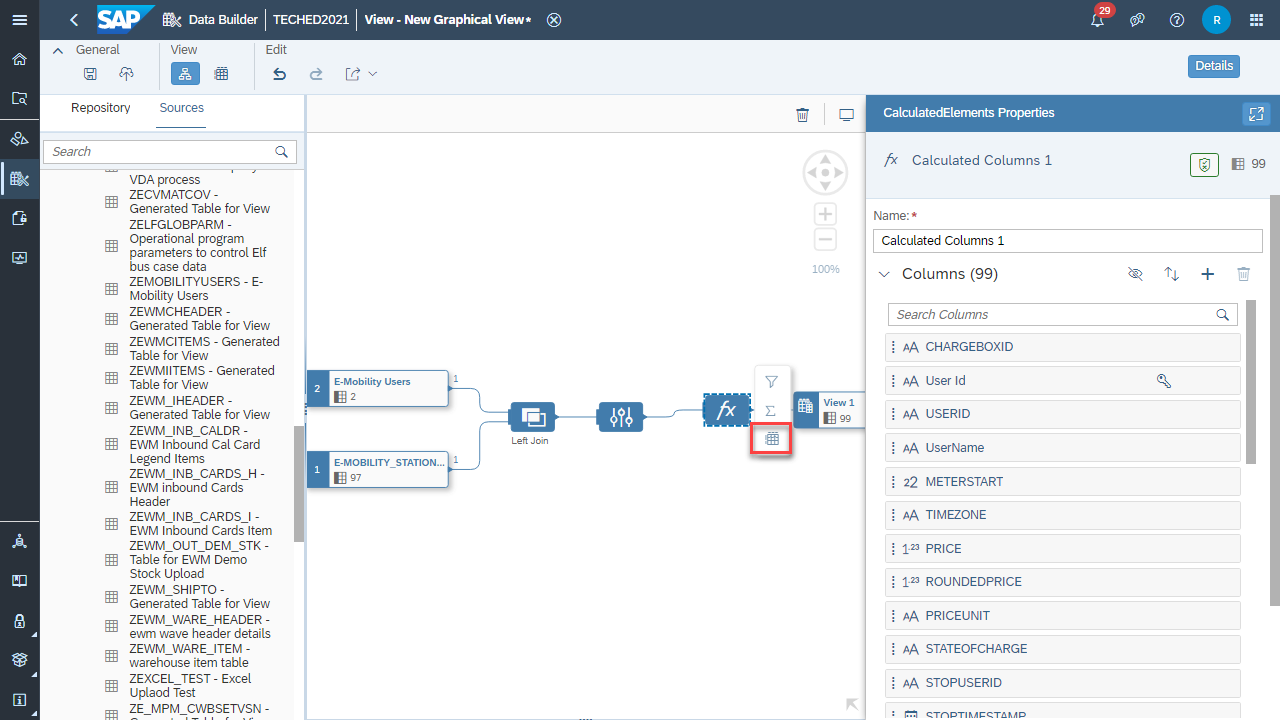 SAP Data Builder TECHED2021 View - New Graphical View* 29 R
General View Edit
Details
Repository Sources
Search
VDA process
ZECVMATCOV -
Generated Table for View
ZELFGLOBPARM -
Operational program
parameters to control Elf
bus case data
ZEMOBILITYUSERS - E-
Mobility Users
ZEWMCHEADER -
Generated Table for View
ZEWMCITEMS - Generated
Table for View
ZEWMIITEMS - Generated
Table for View
ZEWM_IHEADER -
Generated Table for View
ZEWM_INB_CALDR -
EWM Inbound Cal Card
Legend Items
ZEWM_INB_CARDS_H -
EWM inbound Cards
Header
ZEWM_INB_CARDS_I -
EWM Inbound Cards Item
ZEWM_OUT_DEM_STK -
Table for EWM Demo
Stock Upload
ZEWM_SHIPTO -
Generated Table for View
ZEWM_WARE_HEADER -
ewm wave header details
ZEWM_WARE_ITEM -
warehouse item table
ZEXCEL_TEST - Excel
Uplaod Test
ZE_MPM_CWBSETVSN -
Generated Table for View
100%
2 E-Mobility Users 1
2
Left Join
1 E-MOBILITY_STATION... 1
97
fx
Σ
View 1
99
CalculatedElements Properties
fx Calculated Columns 1 99
Name: *
Calculated Columns 1
Columns (99)
Search Columns
AA CHARGEBOXID
AA User Id
AA USERID
AA UserName
22 METERSTART
AA TIMEZONE
123 PRICE
123 ROUNDEDPRICE
AA PRICEUNIT
AA STATEOFCHARGE
AA STOPUSERID
STOPTIMESTAMP